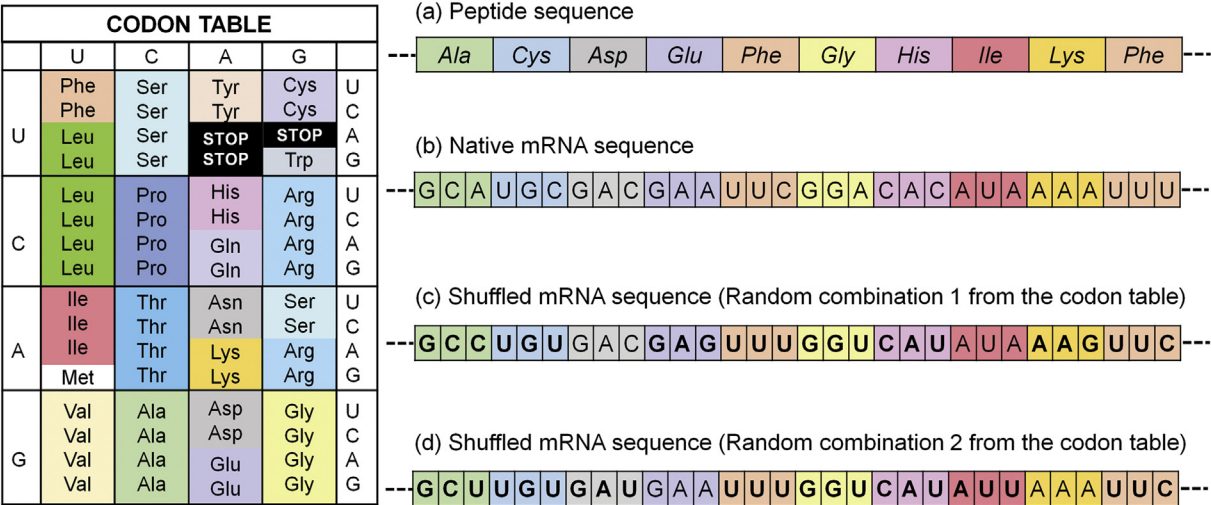 CODON TABLE
U C A G
U
Phe Ser Tyr Cys U
Phe Ser Tyr Cys C
Leu Ser STOP STOP A
Leu Ser STOP Trp G
C
Leu Pro His Arg U
Leu Pro His Arg C
Leu Pro Gln Arg A
Leu Pro Gln Arg G
A
Ile Thr Asn Ser U
Ile Thr Asn Ser C
Ile Thr Lys Arg A
Met Thr Lys Arg G
G
Val Ala Asp Gly U
Val Ala Asp Gly C
Val Ala Glu Gly A
Val Ala Glu Gly G
(a) Peptide sequence
Ala Cys Asp Glu Phe Gly His Ile Lys Phe
(b) Native mRNA sequence
GCAUGCGACGAAUUCGGACACAUAAAAUUU
(c) Shuffled mRNA sequence (Random combination 1 from the codon table)
GCCUGUGACGAGUUUGGUCAUAUAAAGUUC
(d) Shuffled mRNA sequence (Random combination 2 from the codon table)
GCUUGUGAUGAAUUUGGUCAUAUUAAAUUC